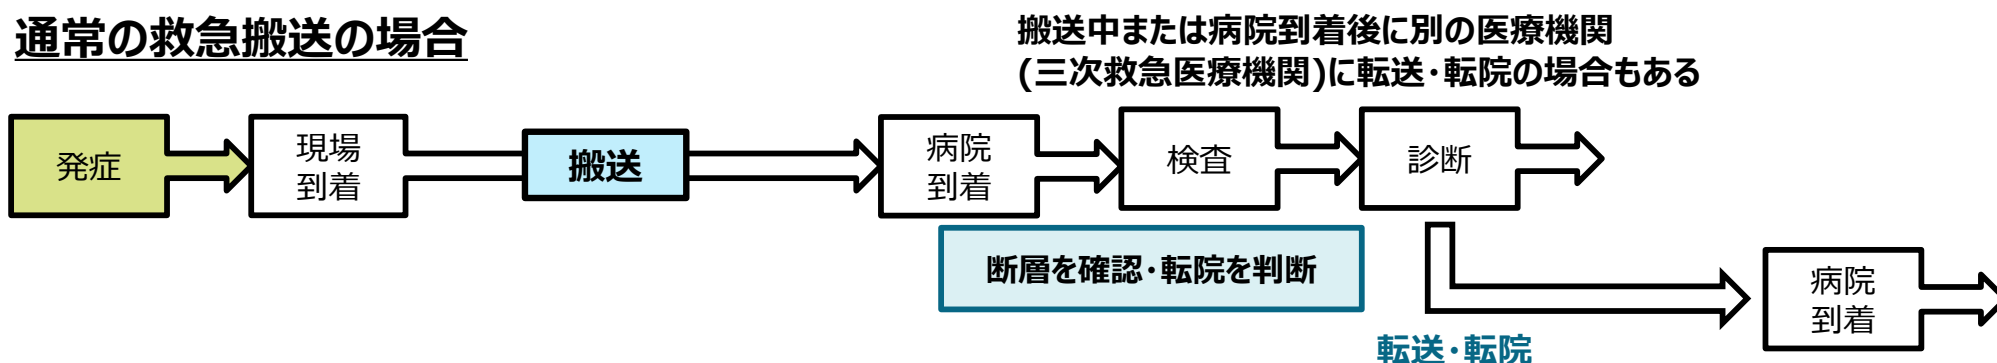 通常の救急搬送の場合
搬送中または病院到着後に別の医療機関
(三次救急医療機関)に転送・転院の場合もある
発症
現場
到着
搬送
病院
到着
検査
診断
断層を確認・転院を判断
転送・転院
病院
到着